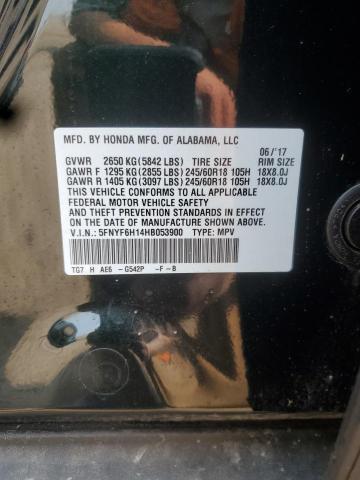 MFD. BY HONDA MFG. OF ALABAMA, LLC
06/'17
GVWR 2650 KG (5842 LBS) TIRE SIZE RIM SIZE
GAWR F 1295 KG (2855 LBS) 245/60R18 105H 18X8.0J
GAWR R 1405 KG (3097 LBS) 245/60R18 105H 18X8.0J
THIS VEHICLE CONFORMS TO ALL APPLICABLE
FEDERAL MOTOR VEHICLE SAFETY
AND THEFT PREVENTION STANDARDS IN EFFECT
ON THE DATE OF MANUFACTURE SHOWN ABOVE.
V.I.N.: 5FNYF6H14HB053900 TYPE: MPV
TG7 H AE6 -G542P -F -B